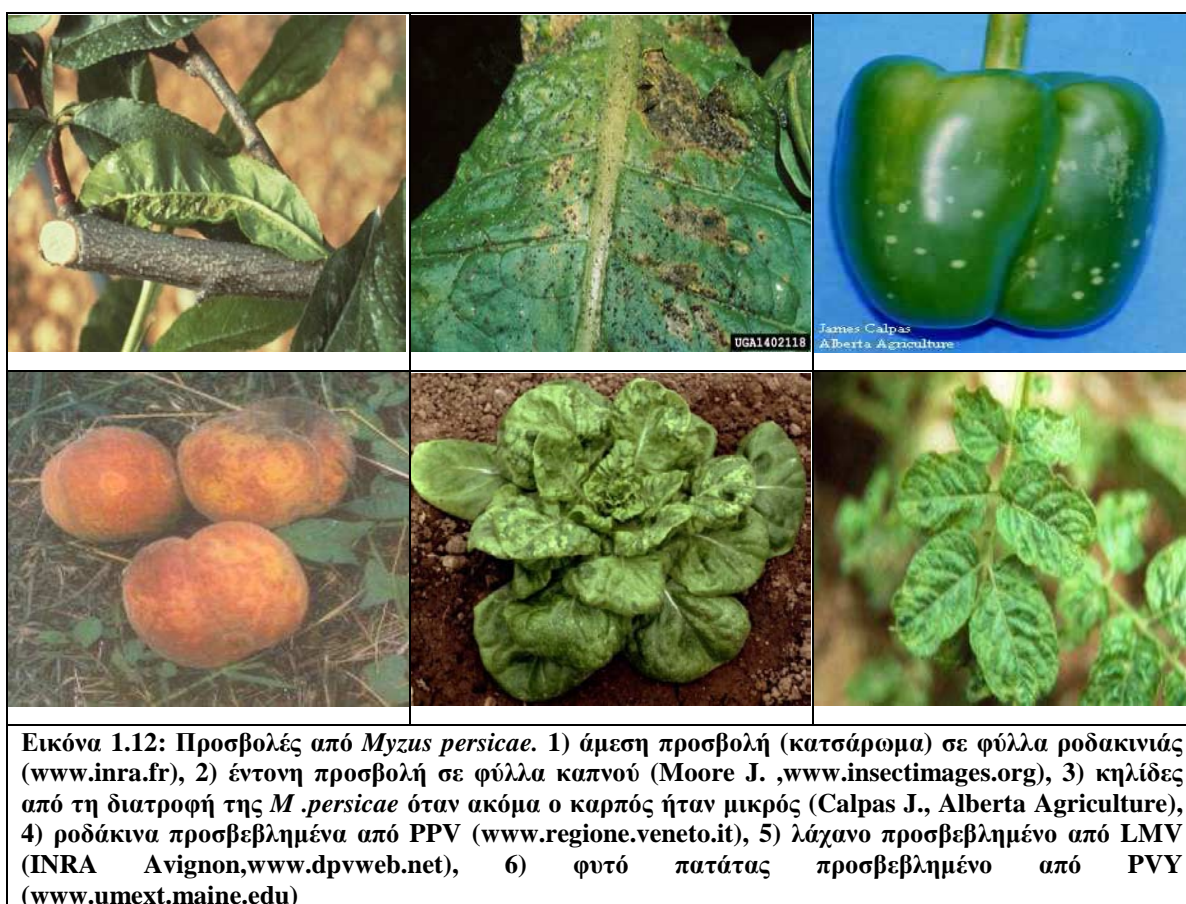 UGA1402118
James Calpas
Alberta Agriculture
Εικόνα 1.12: Προσβολές από Myzus persicae. 1) άμεση προσβολή (κατσάρωμα) σε φύλλα ροδακινιάς
(www.inra.fr), 2) έντονη προσβολή σε φύλλα καπνού (Moore J. ,www.insectimages.org), 3) κηλίδες
από τη διατροφή της M .persicae όταν ακόμα ο καρπός ήταν μικρός (Calpas J., Alberta Agriculture),
4) ροδάκινα προσβεβλημένα από PPV (www.regione.veneto.it), 5) λάχανο προσβεβλημένο από LMV
(INRA Avignon,www.dpvweb.net), 6) φυτό πατάτας προσβεβλημένο από PVY
(www.umext.maine.edu)